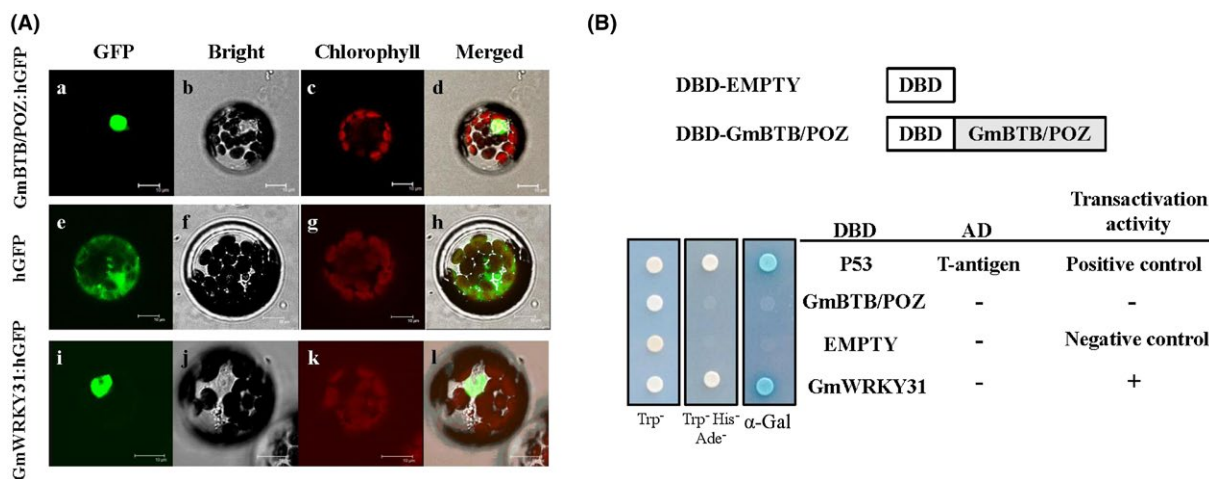 (A)
GFP Bright Chlorophyll Merged
GmBTB/POZ:hGFP
a b c d
hGFP
e f g h
GmWRKY31:hGFP
i j k l
(B)
DBD-EMPTY DBD
DBD-GmBTB/POZ DBD GmBTB/POZ
DBD AD Transactivation
activity
P53 T-antigen Positive control
GmBTB/POZ - -
EMPTY - Negative control
GmWRKY31 - +
Trp⁻ Trp⁻ His⁻ α-Gal
Ade⁻